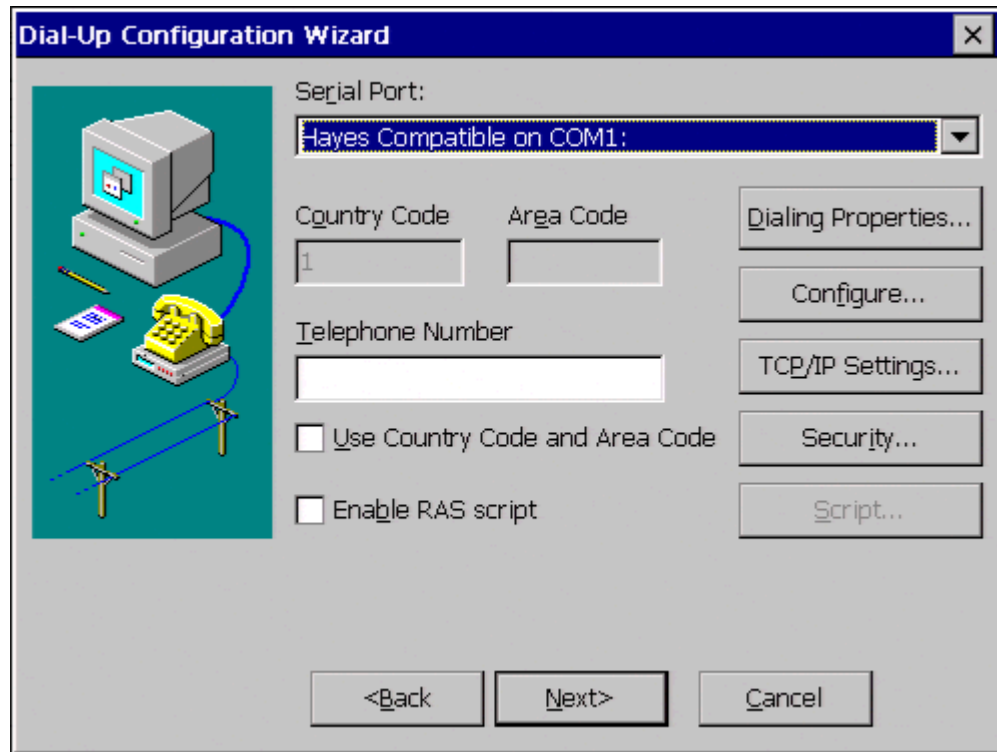 Dial-Up Configuration Wizard
Serial Port:
Hayes Compatible on COM1:
Country Code
Area Code
Dialing Properties...
1
Configure...
Telephone Number
TCP/IP Settings...
Use Country Code and Area Code
Security...
Enable RAS script
Script...
<Back
Next>
Cancel